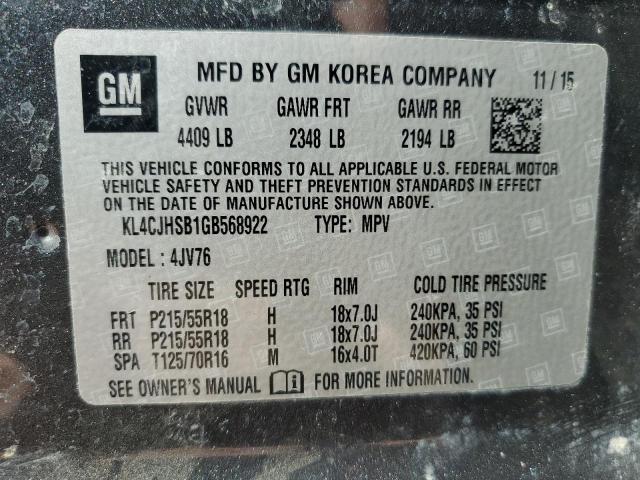 GM
MFD BY GM KOREA COMPANY 11/15
GVWR GAWR FRT GAWR RR
4409 LB 2348 LB 2194 LB
THIS VEHICLE CONFORMS TO ALL APPLICABLE U.S. FEDERAL MOTOR
VEHICLE SAFETY AND THEFT PREVENTION STANDARDS IN EFFECT
ON THE DATE OF MANUFACTURE SHOWN ABOVE.
KL4CJHSB1GB568922 TYPE: MPV
MODEL: 4JV76
TIRE SIZE SPEED RTG RIM COLD TIRE PRESSURE
FRT P215/55R18 H 18x7.0J 240KPA, 35 PSI
RR P215/55R18 H 18x7.0J 240KPA, 35 PSI
SPA T125/70R16 M 16x4.0T 420KPA, 60 PSI
SEE OWNER'S MANUAL i FOR MORE INFORMATION.